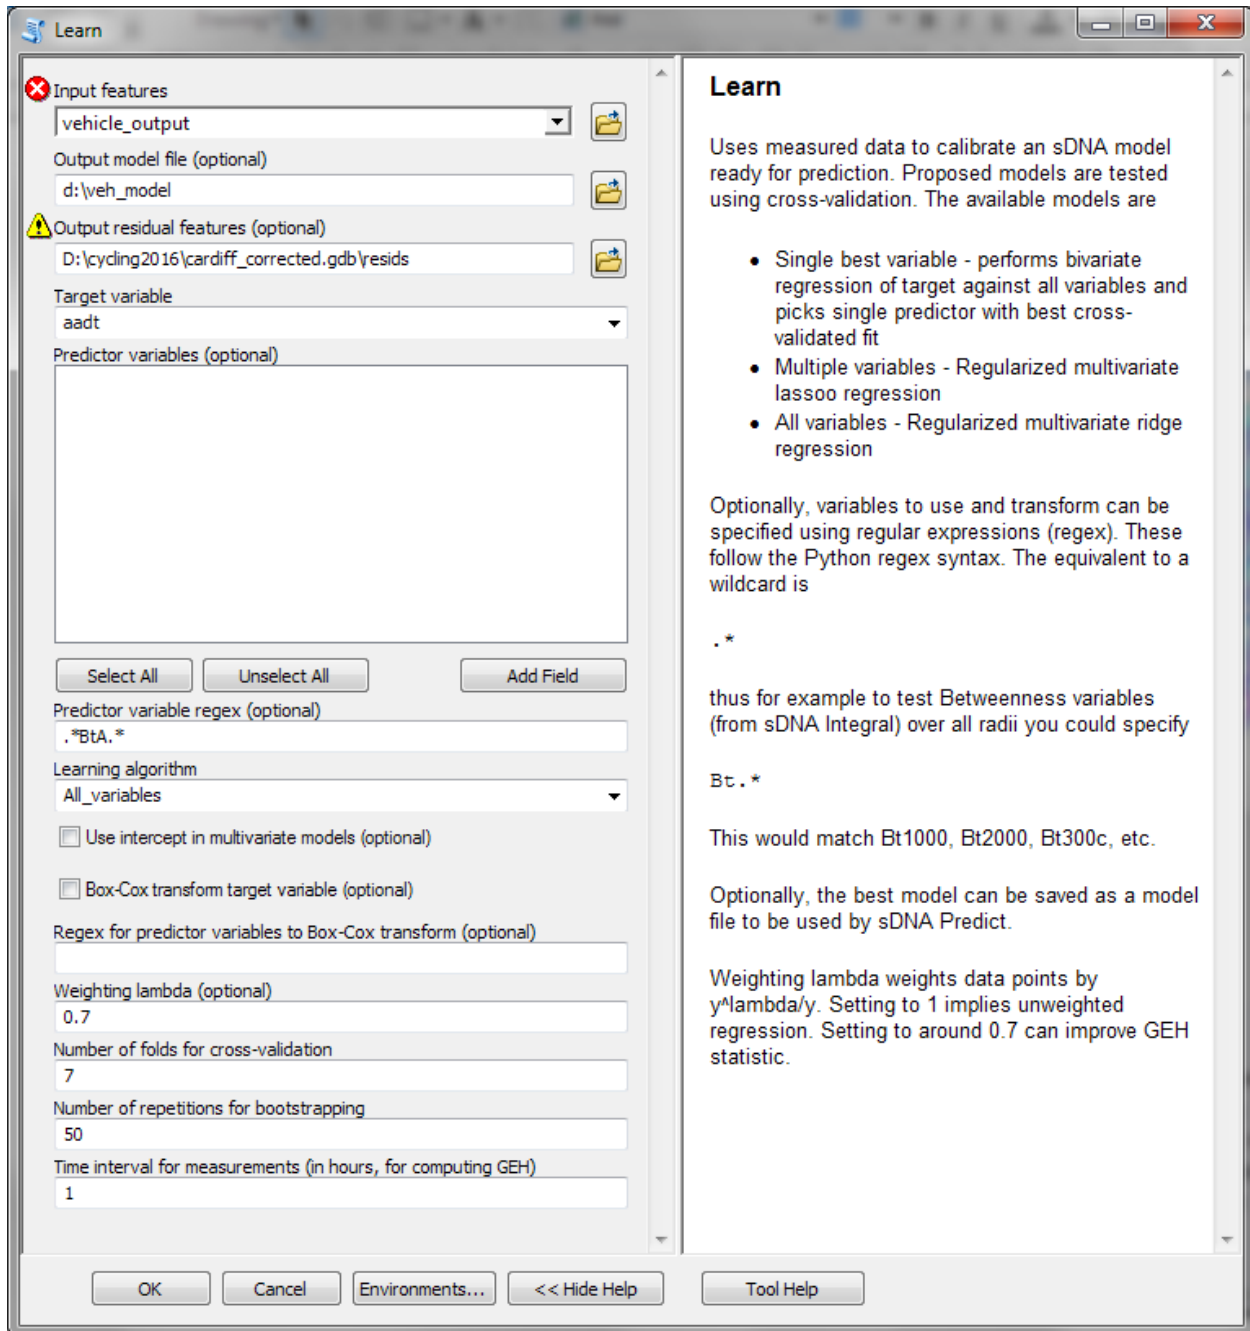 Learn
Input features
vehicle_output
Output model file (optional)
d:\veh_model
Output residual features (optional)
D:\cycling2016\cardiff_corrected.gdb\resids
Target variable
aadt
Predictor variables (optional)
Select All
Unselect All
Add Field
Predictor variable regex (optional)
.*BtA.*
Learning algorithm
All_variables
Use intercept in multivariate models (optional)
Box-Cox transform target variable (optional)
Regex for predictor variables to Box-Cox transform (optional)
Weighting lambda (optional)
0.7
Number of folds for cross-validation
7
Number of repetitions for bootstrapping
50
Time interval for measurements (in hours, for computing GEH)
1
Learn
Uses measured data to calibrate an sDNA model
ready for prediction. Proposed models are tested
using cross-validation. The available models are
• Single best variable - performs bivariate
regression of target against all variables and
picks single predictor with best cross-
validated fit
• Multiple variables - Regularized multivariate
lassoo regression
• All variables - Regularized multivariate ridge
regression
Optionally, variables to use and transform can be
specified using regular expressions (regex). These
follow the Python regex syntax. The equivalent to a
wildcard is
.*
thus for example to test Betweenness variables
(from sDNA Integral) over all radii you could specify
Bt.*
This would match Bt1000, Bt2000, Bt300c, etc.
Optionally, the best model can be saved as a model
file to be used by sDNA Predict.
Weighting lambda weights data points by
y^lambda/y. Setting to 1 implies unweighted
regression. Setting to around 0.7 can improve GEH
statistic.
OK
Cancel
Environments...
<< Hide Help
Tool Help